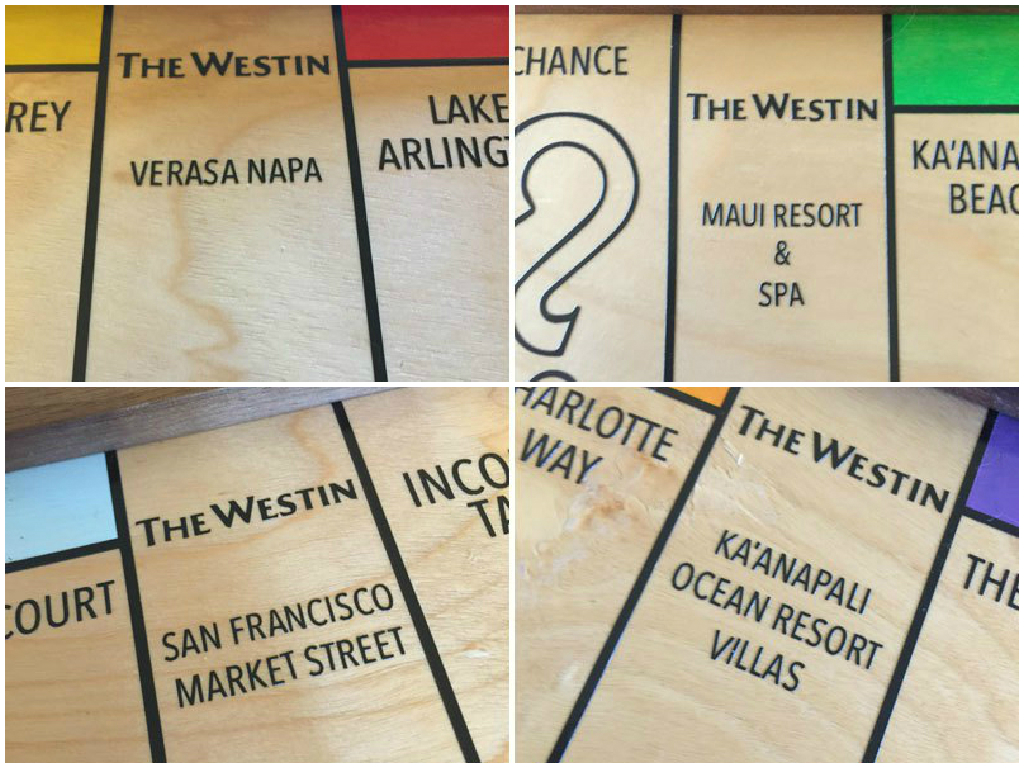 REY
THE WESTIN
VERASA NAPA
LAKE
ARLING
CHANCE
THE WESTIN
MAUI RESORT
&
SPA
KA'ANA
BEAC
COURT
THE WESTIN
SAN FRANCISCO
MARKET STREET
INCO
TA
HARLOTTE
WAY
THE WESTIN
KA'ANAPALI
OCEAN RESORT
VILLAS
THE